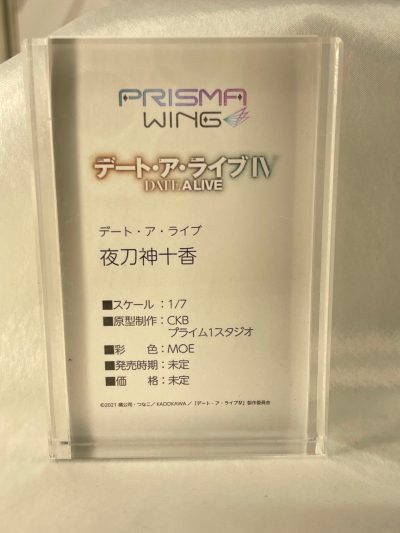 PRISMA
WING
デート・ア・ライブIV
DATE A LIVE
デート・ア・ライブ
夜刀神十香
■スケール：1/7
■原型制作：CKB
プライム1スタジオ
■彩　色：MOE
■発売時期：未定
■価　格：未定
©2021 橘公司・つなこ／KADOKAWA／「デート・ア・ライブⅣ」製作委員会